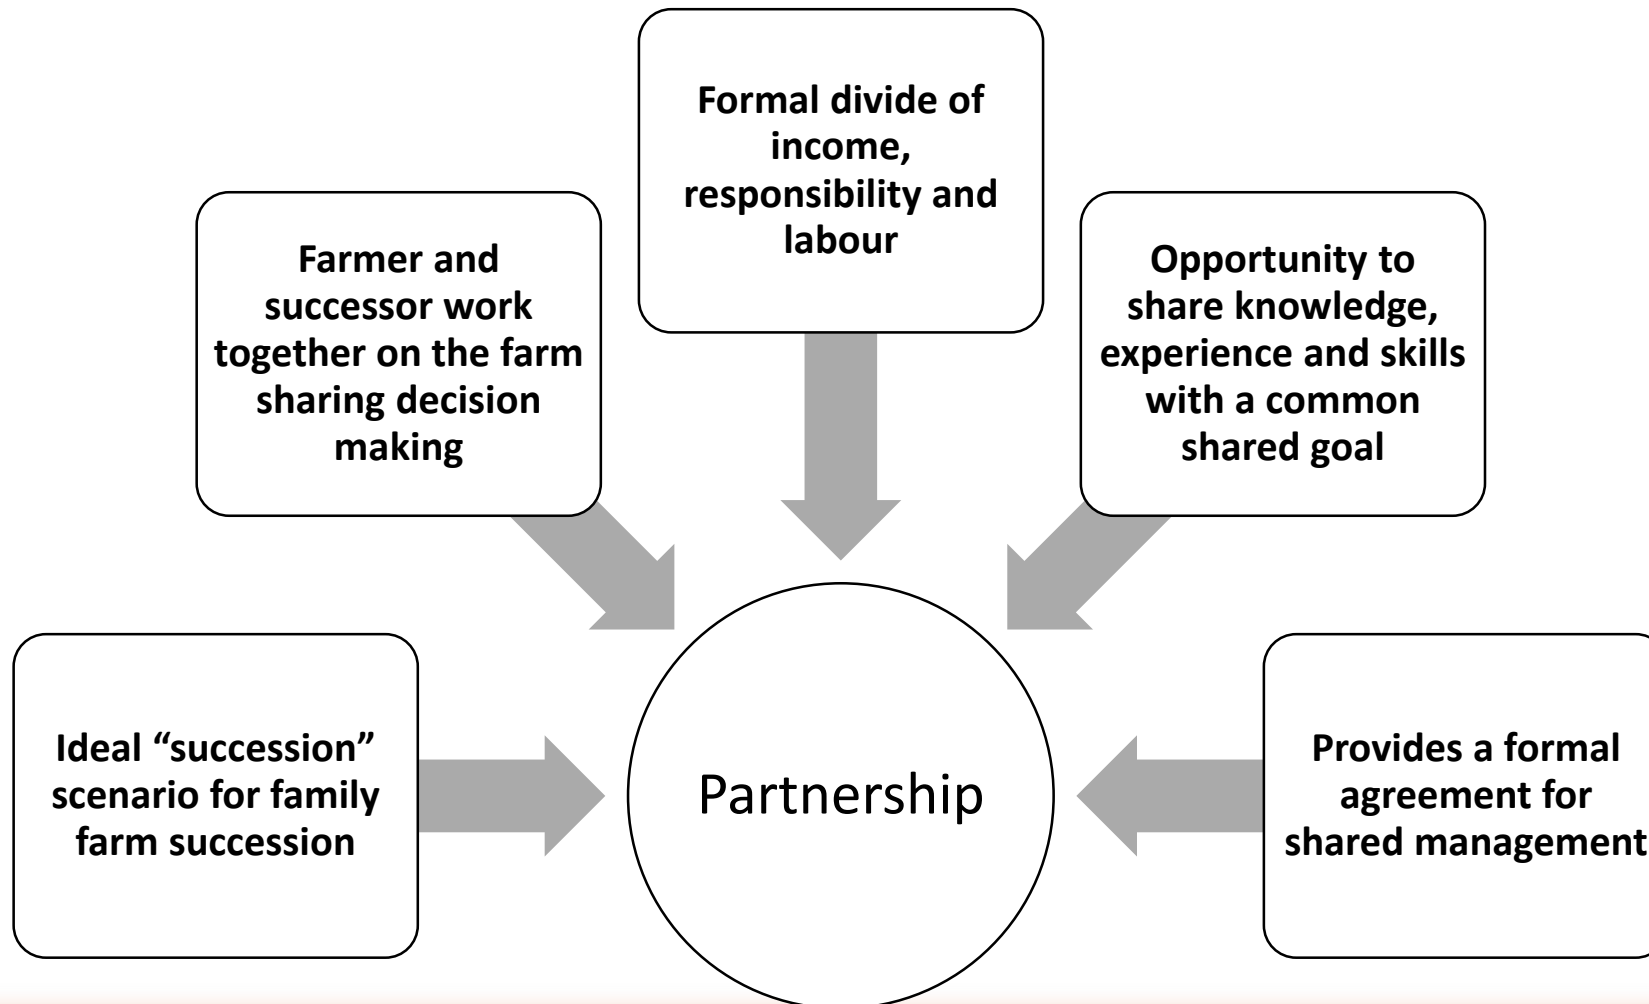 Formal divide of
income,
responsibility and
labour
Farmer and
successor work
together on the farm
sharing decision
making
Opportunity to
share knowledge,
experience and skills
with a common
shared goal
Ideal “succession”
scenario for family
farm succession
Partnership
Provides a formal
agreement for
shared management